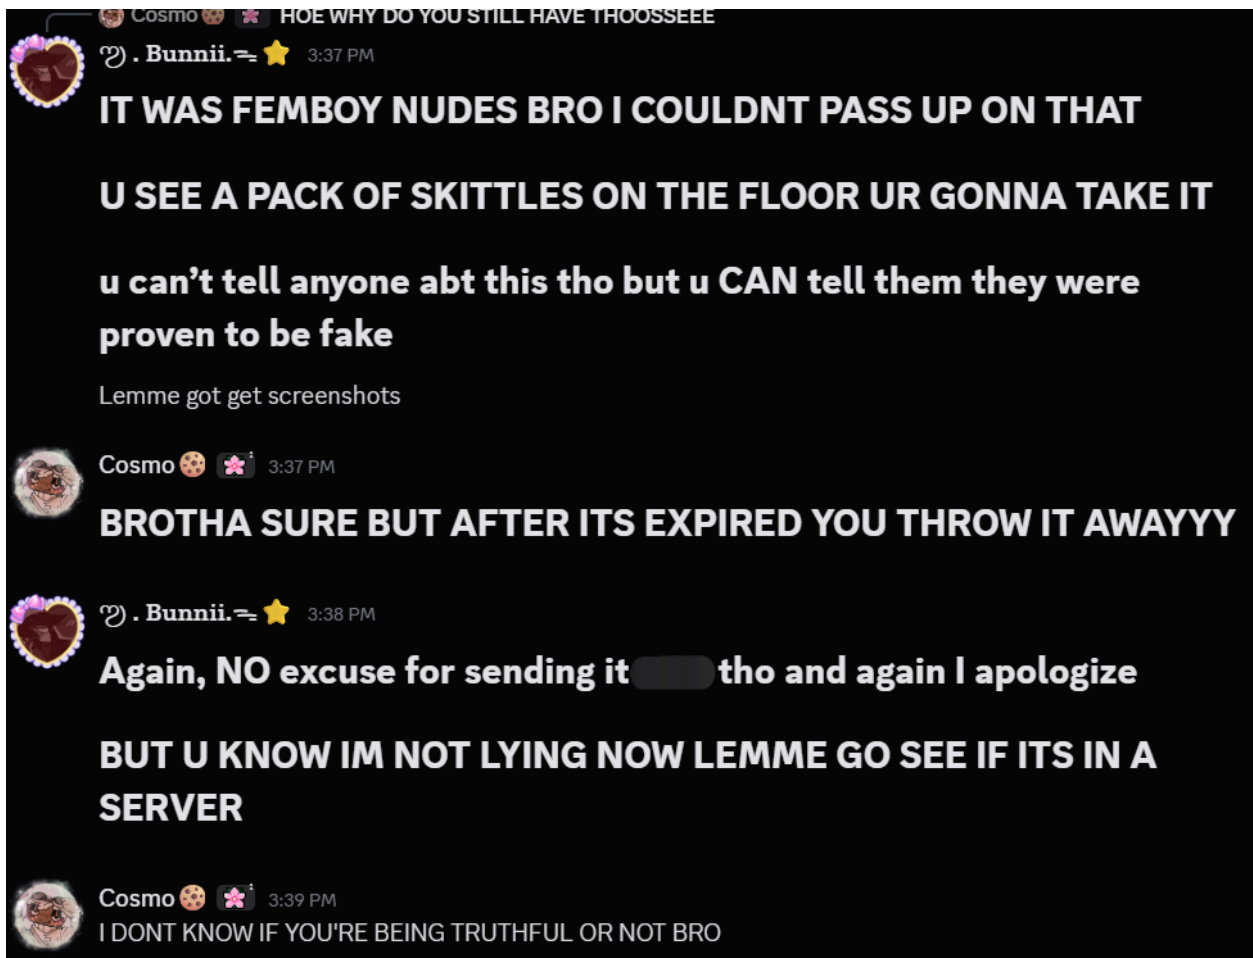 Cosmo HOE WHY DO YOU STILL HAVE THOOSSEEE
. Bunnii. 3:37 PM
IT WAS FEMBOY NUDES BRO I COULDNT PASS UP ON THAT
U SEE A PACK OF SKITTLES ON THE FLOOR UR GONNA TAKE IT
u can’t tell anyone abt this tho but u CAN tell them they were
proven to be fake
Lemme got get screenshots
Cosmo 3:37 PM
BROTHA SURE BUT AFTER ITS EXPIRED YOU THROW IT AWAYYY
. Bunnii. 3:38 PM
Again, NO excuse for sending it tho and again I apologize
BUT U KNOW IM NOT LYING NOW LEMME GO SEE IF ITS IN A
SERVER
Cosmo 3:39 PM
I DONT KNOW IF YOU'RE BEING TRUTHFUL OR NOT BRO